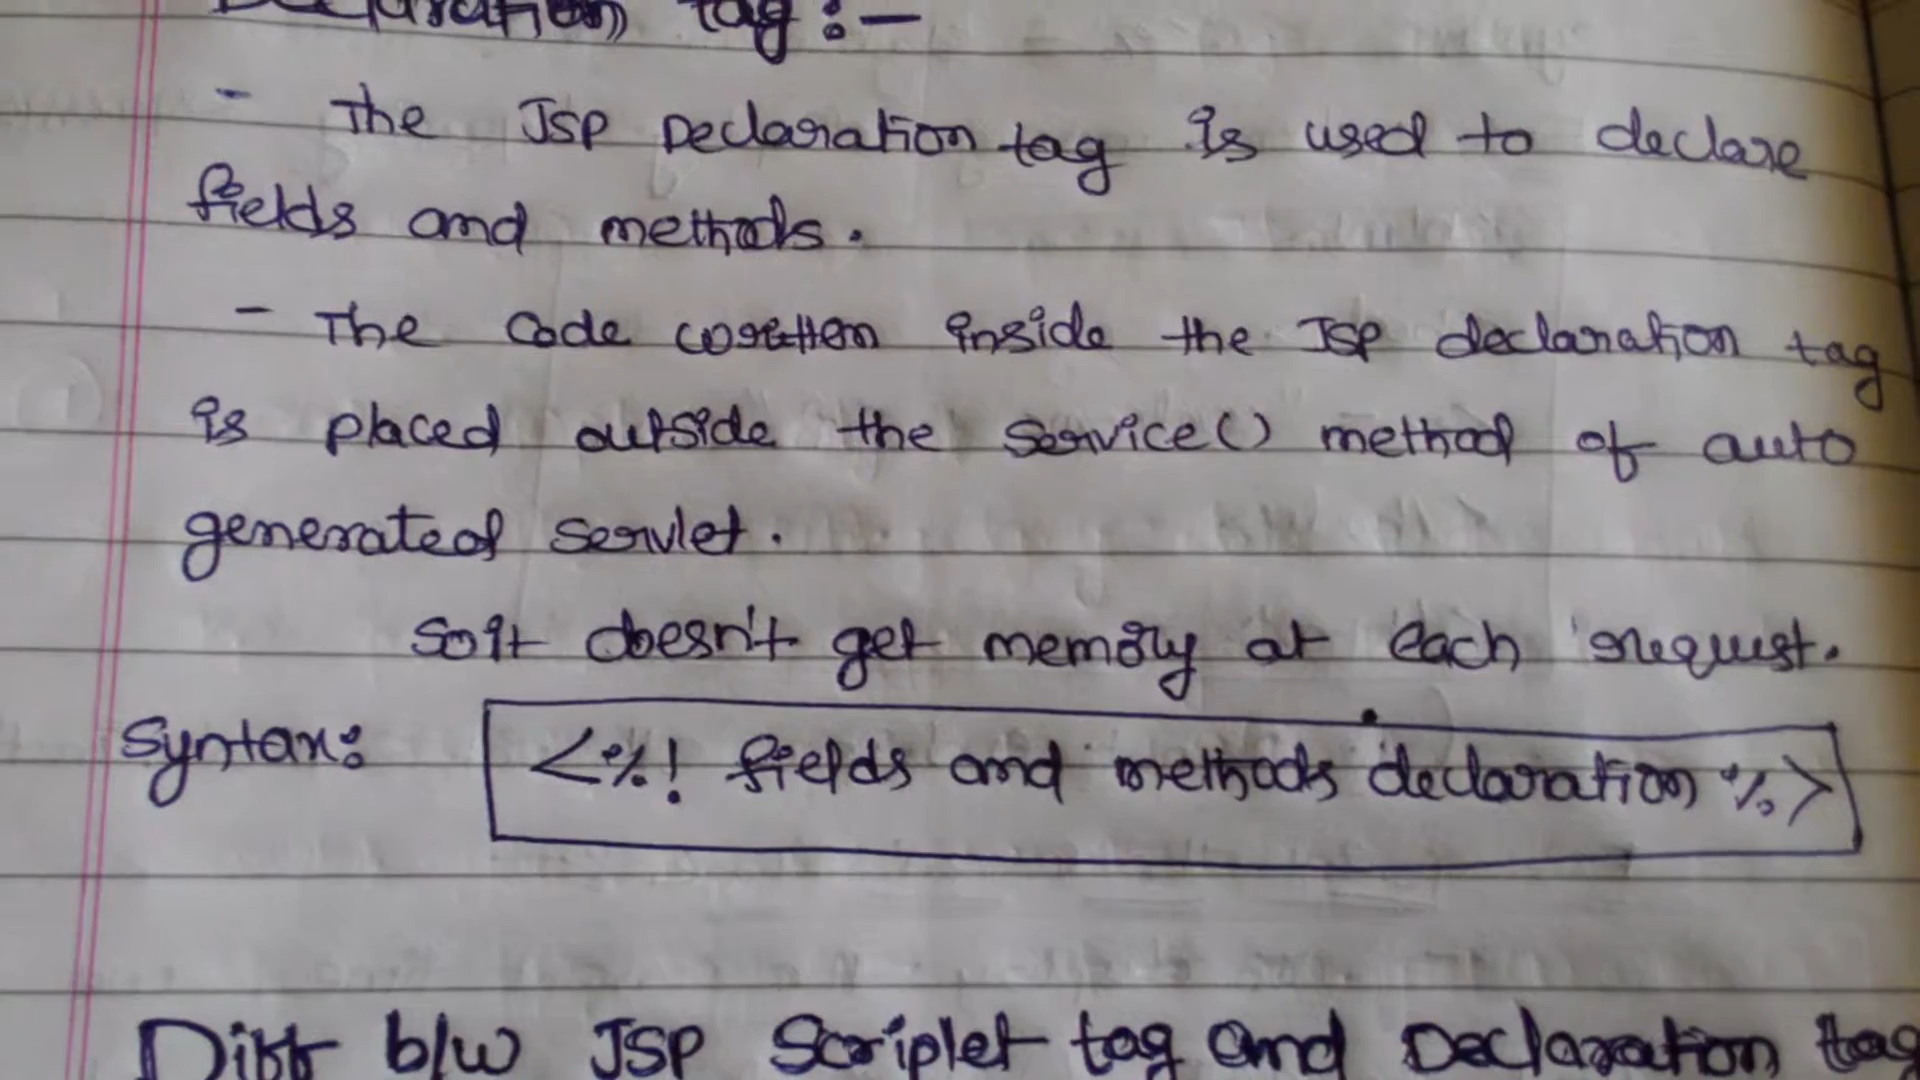 Declaration tag :-
- The JSP Declaration tag is used to declare
fields and methods.
- The Code written inside the JSP declaration tag
is placed outside the service() method of auto
generated servlet.
So it doesn't get memory at each request.
Syntax: <%! fields and methods declaration %>
Diff b/w JSP Scriplet tag and Declaration tag